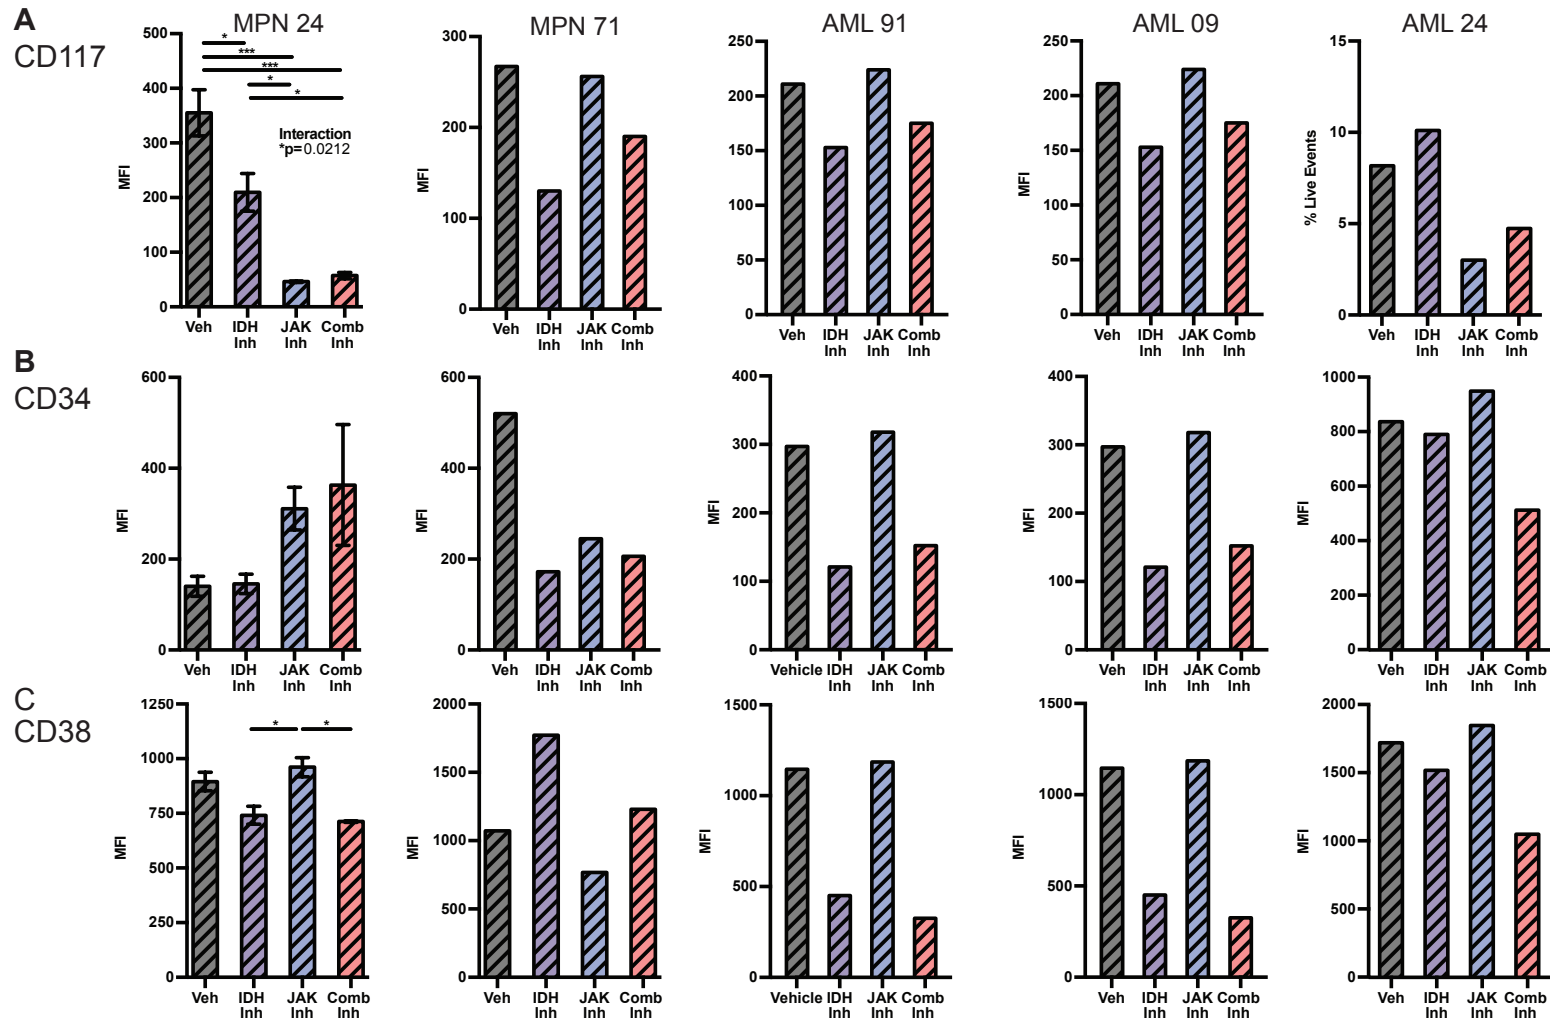 A
CD117
MPN 24
MPN 71
AML 91
AML 09
AML 24
500
400
300
200
100
0
MFI
*
***
***
*
*
Interaction
*p=0.0212
Veh IDH Inh JAK Inh Comb Inh
300
200
100
0
MFI
Veh IDH Inh JAK Inh Comb Inh
250
200
150
100
50
0
MFI
Veh IDH Inh JAK Inh Comb Inh
250
200
150
100
50
0
MFI
Veh IDH Inh JAK Inh Comb Inh
15
10
5
0
% Live Events
Veh IDH Inh JAK Inh Comb Inh
B
CD34
600
400
200
0
MFI
Veh IDH Inh JAK Inh Comb Inh
600
400
200
0
MFI
Veh IDH Inh JAK Inh Comb Inh
400
300
200
100
0
MFI
Vehicle IDH Inh JAK Inh Comb Inh
400
300
200
100
0
MFI
Veh IDH Inh JAK Inh Comb Inh
1000
800
600
400
200
0
MFI
Veh IDH Inh JAK Inh Comb Inh
C
CD38
1250
1000
750
500
250
0
MFI
*
*
Veh IDH Inh JAK Inh Comb Inh
2000
1500
1000
500
0
MFI
Veh IDH Inh JAK Inh Comb Inh
1500
1000
500
0
MFI
Vehicle IDH Inh JAK Inh Comb Inh
1500
1000
500
0
MFI
Veh IDH Inh JAK Inh Comb Inh
2000
1500
1000
500
0
MFI
Veh IDH Inh JAK Inh Comb Inh